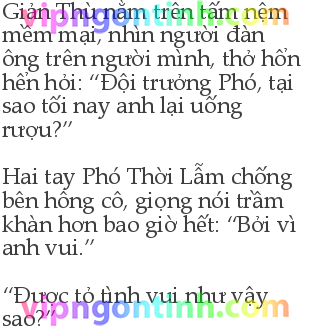 Giản Thù nằm trên tấm nệm
mềm mại, nhìn người đàn
ông trên người mình, thở hổn
hển hỏi: “Đội trưởng Phó, tại
sao tối nay anh lại uống
rượu?”
Hai tay Phó Thời Lẫm chống
bên hông cô, giọng nói trầm
khàn hơn bao giờ hết: “Bởi vì
anh vui.”
“Được tỏ tình vui như vậy
sao?”
vipngontinh.com
vipngontinh.com